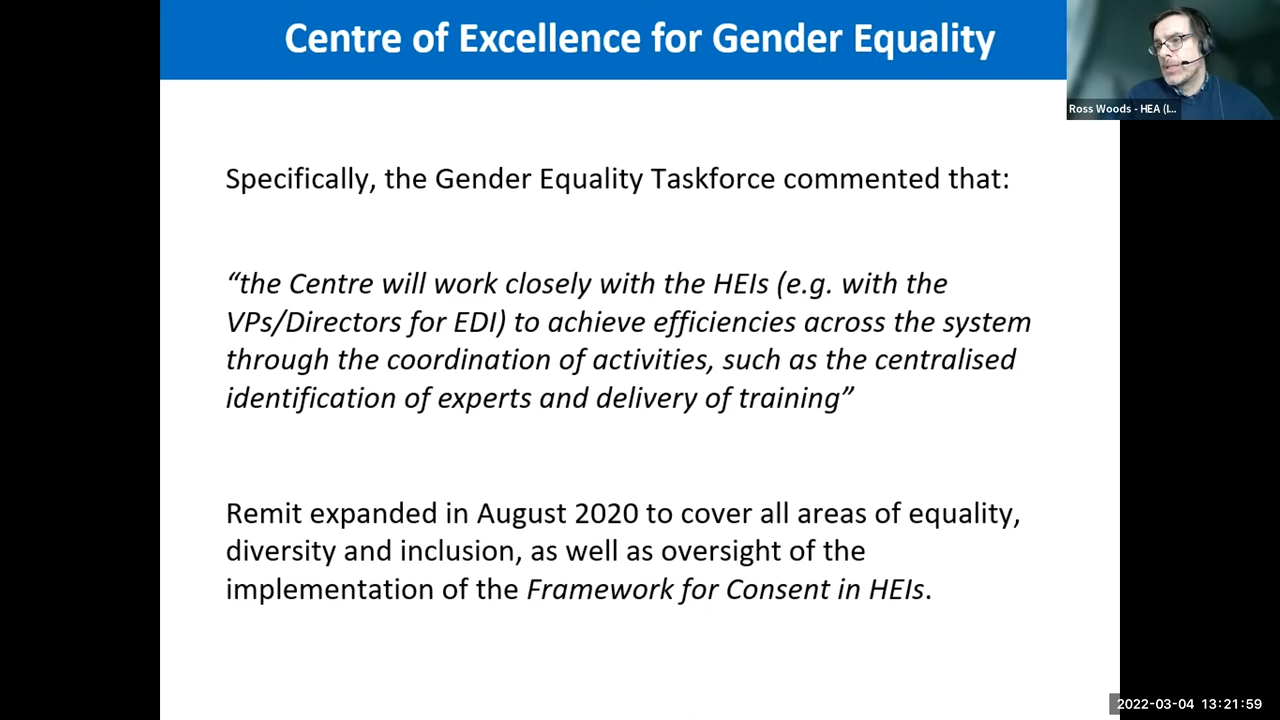 Centre of Excellence for Gender Equality
Ross Woods - HEA (I...
Specifically, the Gender Equality Taskforce commented that:
“the Centre will work closely with the HEIs (e.g. with the
VPs/Directors for EDI) to achieve efficiencies across the system
through the coordination of activities, such as the centralised
identification of experts and delivery of training”
Remit expanded in August 2020 to cover all areas of equality,
diversity and inclusion, as well as oversight of the
implementation of the Framework for Consent in HEIs.
2022-03-04 13:21:59